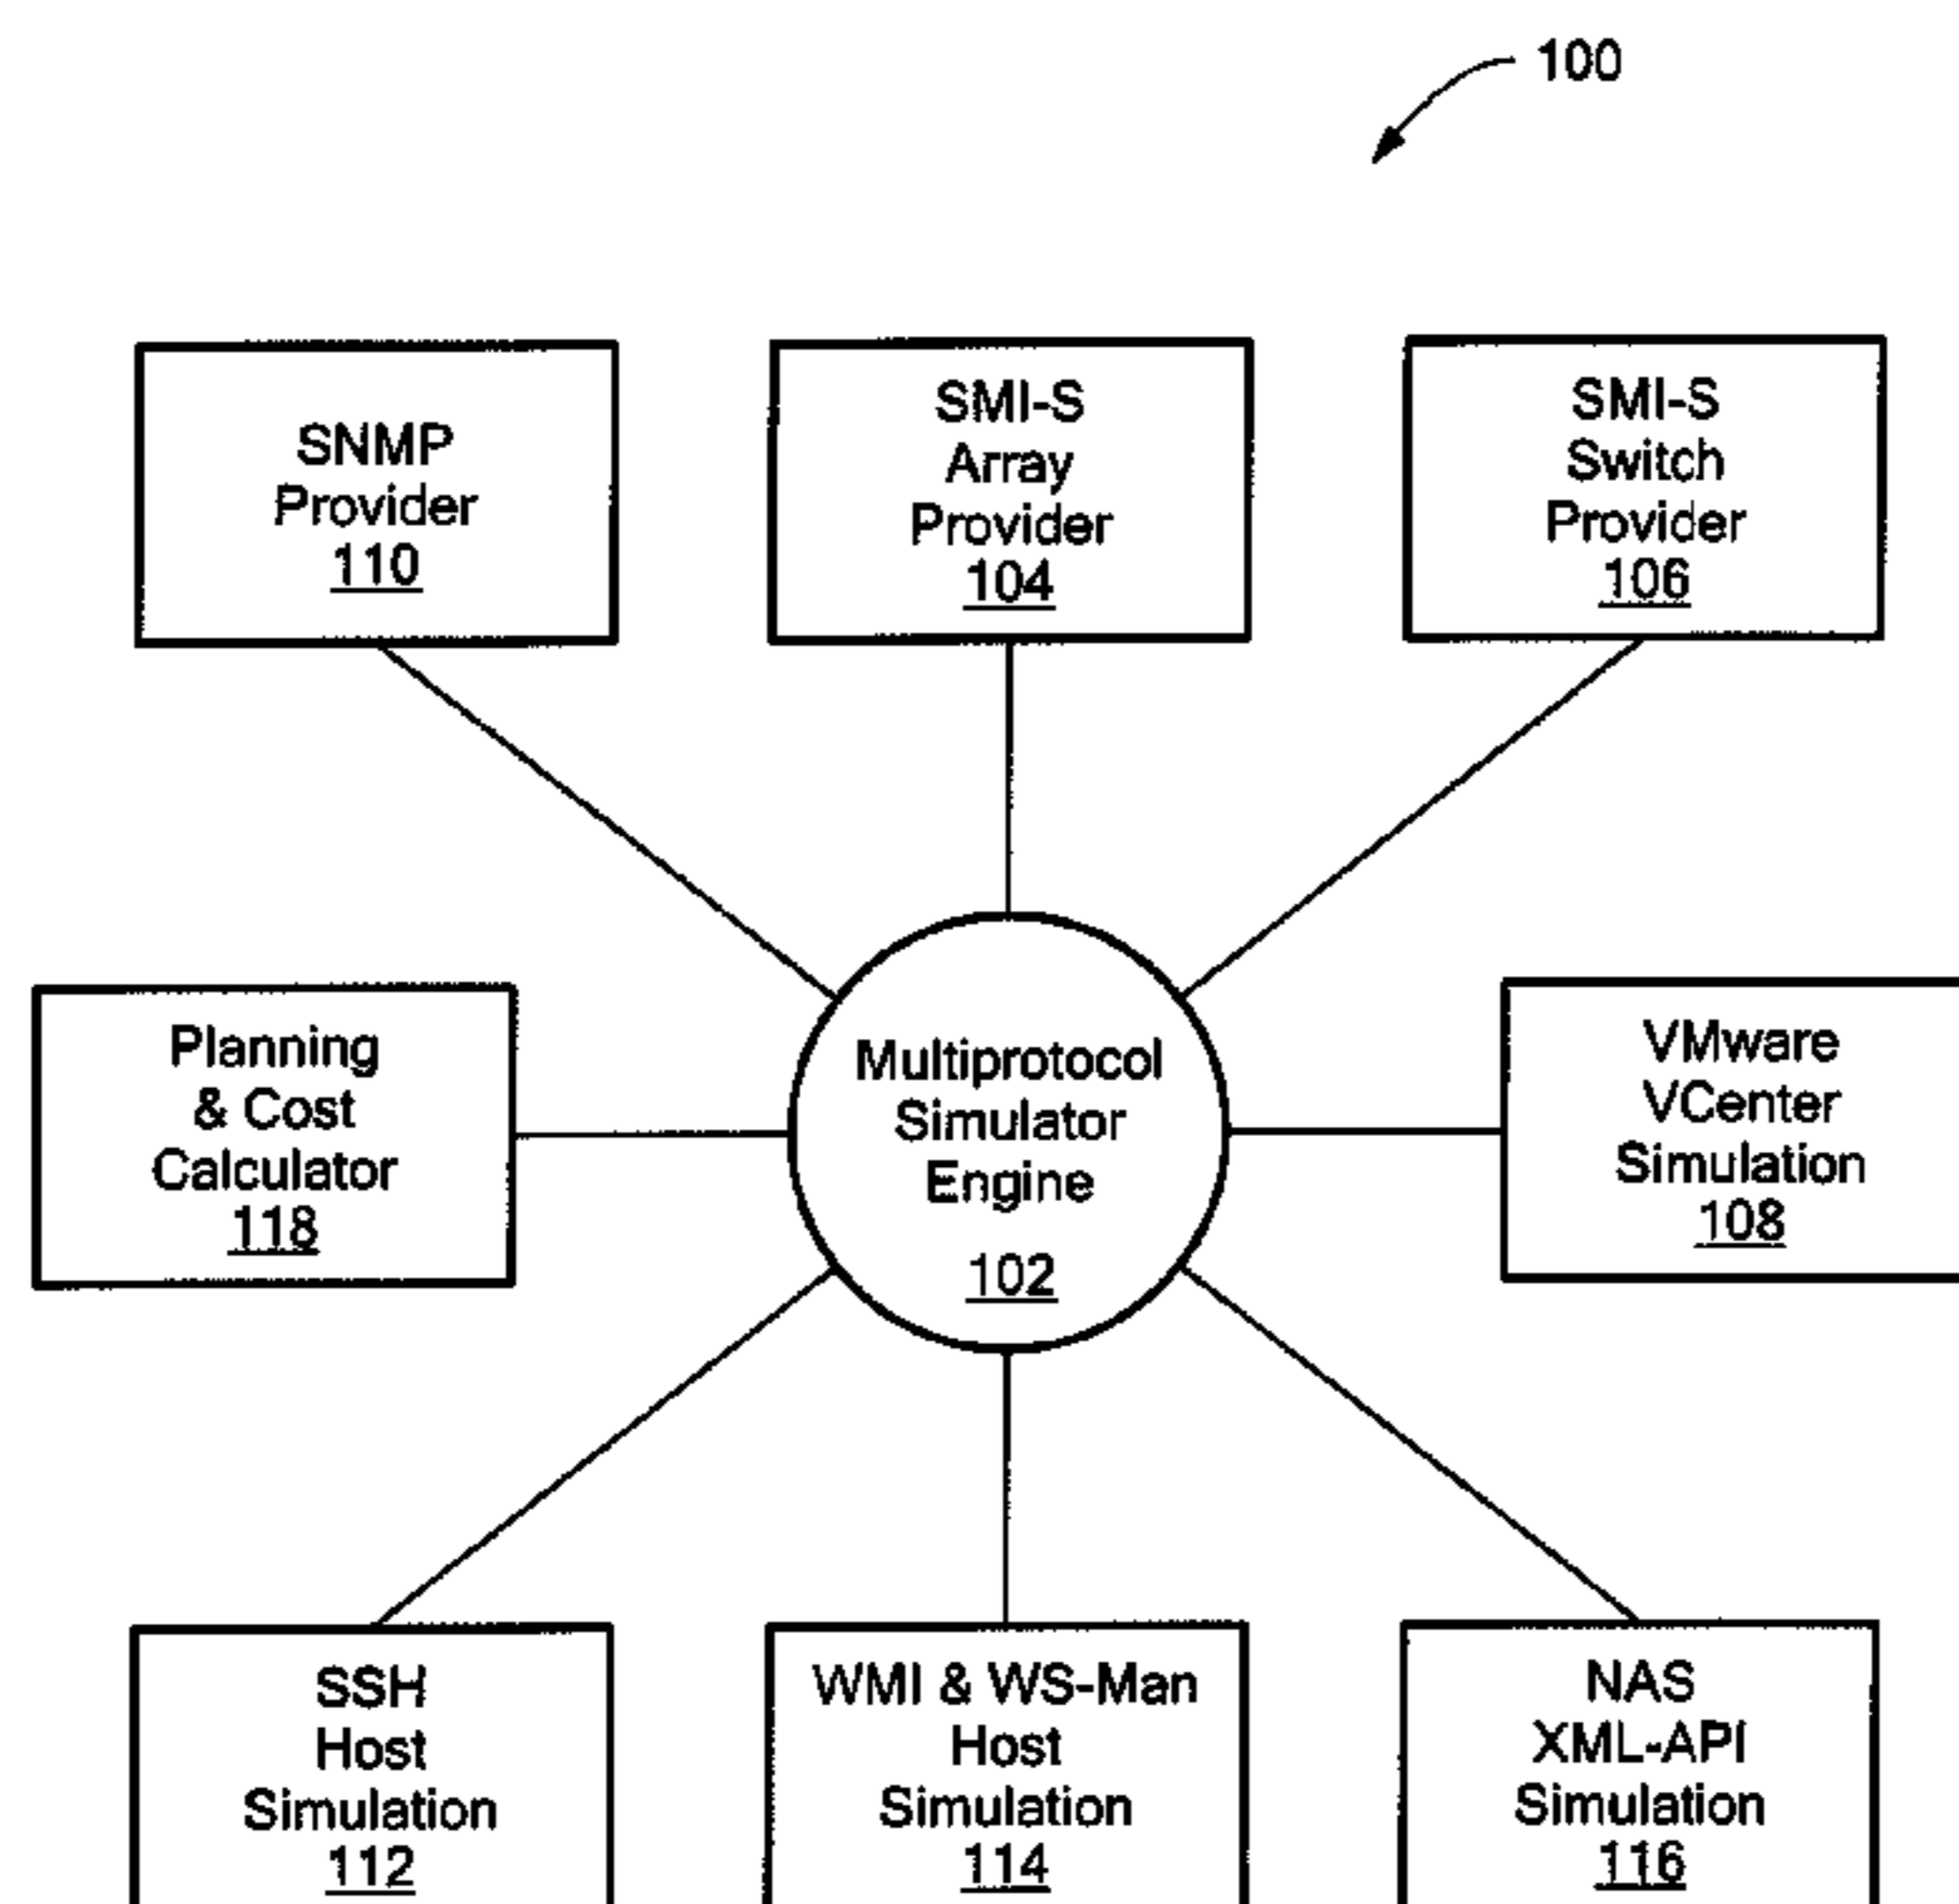 100
SNMP
Provider
110
SMI-S
Array
Provider
104
SMI-S
Switch
Provider
106
Planning
& Cost
Calculator
118
Multiprotocol
Simulator
Engine
102
VMware
VCenter
Simulation
108
SSH
Host
Simulation
112
WMI & WS-Man
Host
Simulation
114
NAS
XML-API
Simulation
116